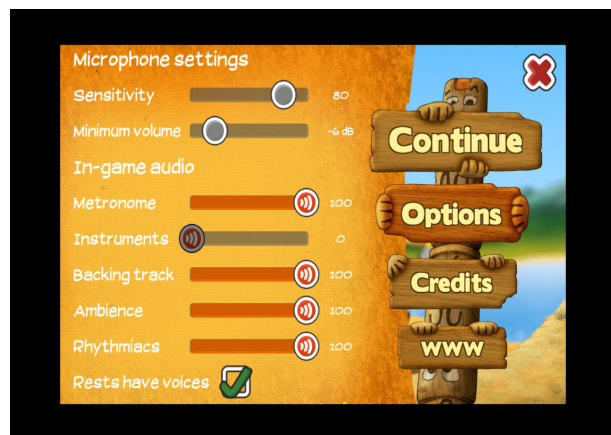 Microphone settings
Sensitivity 80
Minimum volume -6 dB
In-game audio
Metronome 100
Instruments 0
Backing track 100
Ambience 100
Rhythmiacs 100
Rests have voices
Continue
Options
Credits
WWW